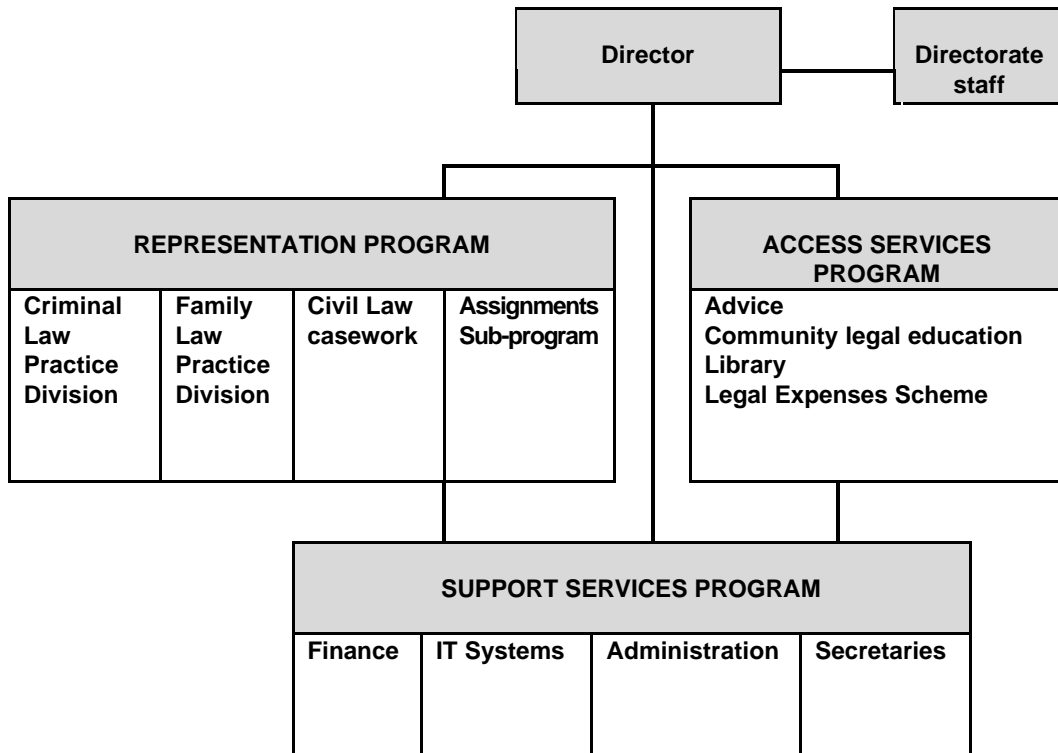 Director
Directorate
staff
REPRESENTATION PROGRAM
Criminal
Law
Practice
Division
Family
Law
Practice
Division
Civil Law
casework
Assignments
Sub-program
ACCESS SERVICES
PROGRAM
Advice
Community legal education
Library
Legal Expenses Scheme
SUPPORT SERVICES PROGRAM
Finance
IT Systems
Administration
Secretaries